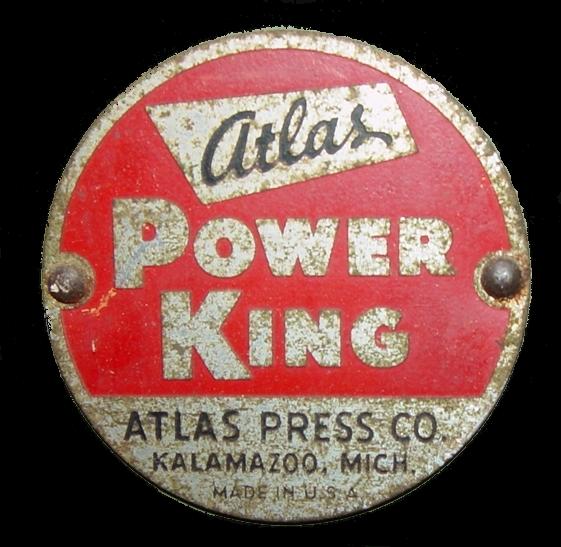 Atlas
POWER
KING
ATLAS PRESS CO.
KALAMAZOO, MICH.
MADE IN U.S.A.